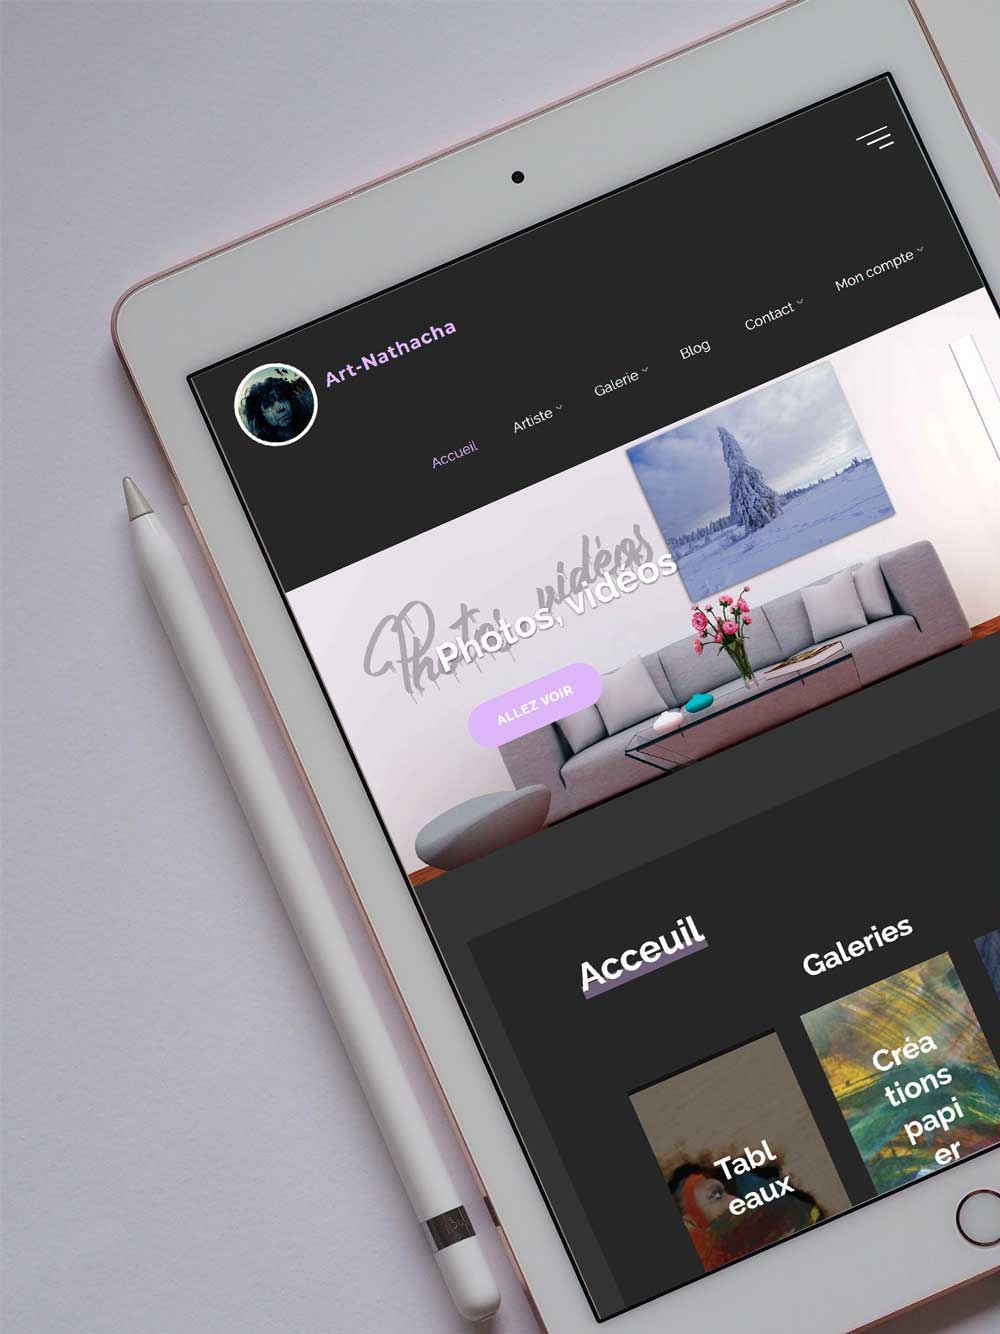 Art-Nathacha
Accueil
Artiste
Galerie
Blog
Contact
Mon compte
Photos, vidéos
Photos, vidéos
ALLEZ VOIR
Acceuil
Galeries
Tabl
eaux
Créa
tions
papi
er